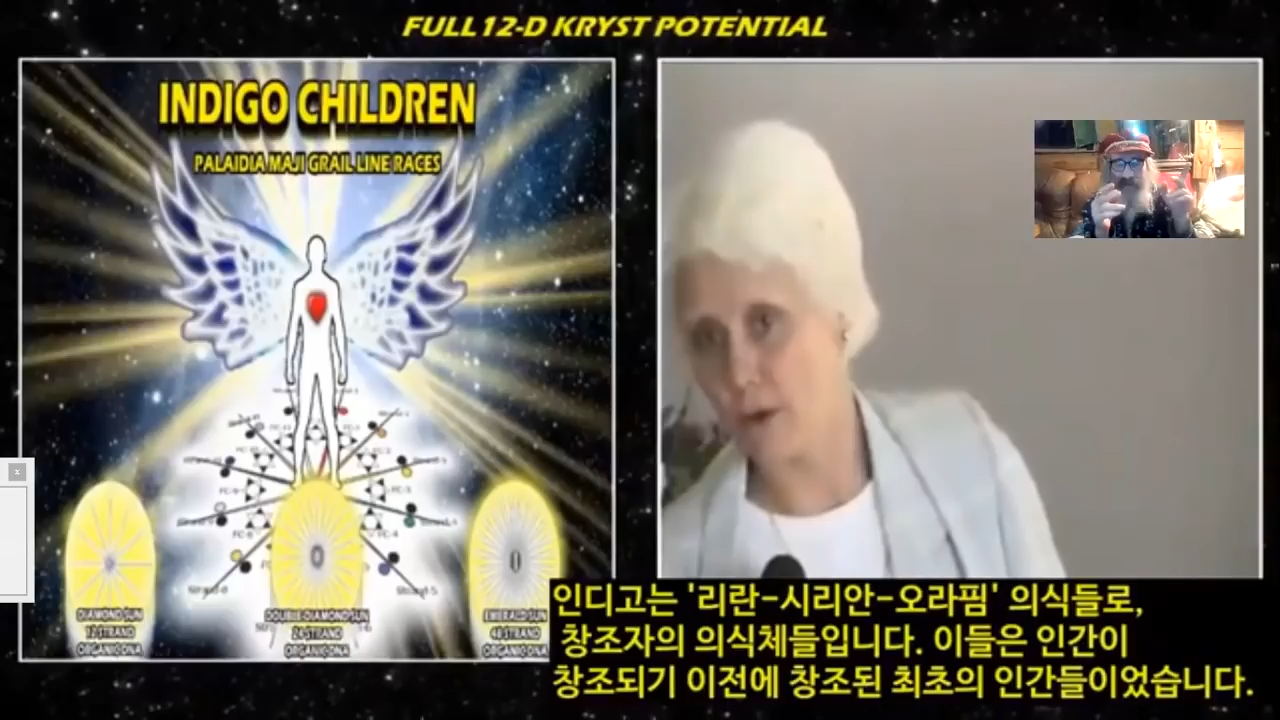 FULL 12-D KRYST POTENTIAL
INDIGO CHILDREN
PALAIDIA MAJI GRAIL LINE RACES
Strand-8
Strand-5
DIAMOND SUN
12 STRAND
ORGANIC DNA
DOUBLE-DIAMOND SUN
24 STRAND
ORGANIC DNA
EMERALD SUN
48 STRAND
ORGANIC DNA
인디고는 '리란-시리안-오라핌' 의식들로,
창조자의 의식체들입니다. 이들은 인간이
창조되기 이전에 창조된 최초의 인간들이었습니다.